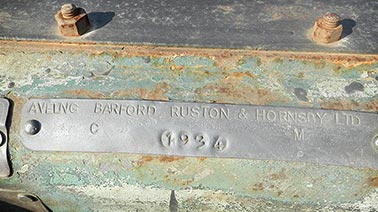 AVELING BARFORD, RUSTON & HORNSBY LTD
C 1934 M